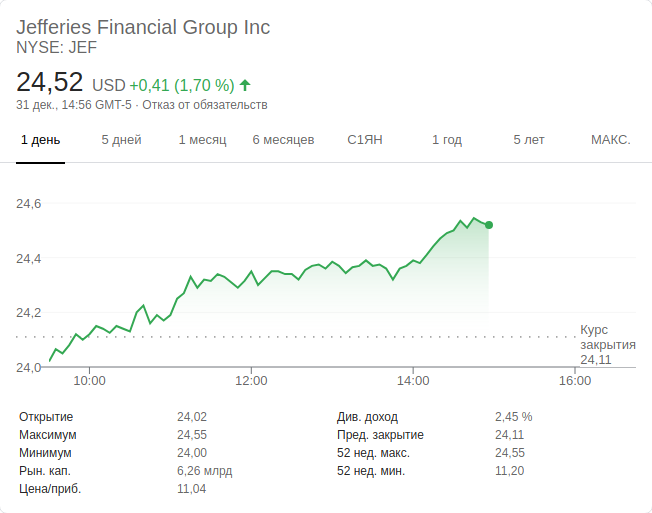 Jefferies Financial Group Inc
NYSE: JEF
24,52 USD +0,41 (1,70 %)
31 дек., 14:56 GMT-5 · Отказ от обязательств
1 день 5 дней 1 месяц 6 месяцев С1ЯН 1 год 5 лет МАКС.
24,6
24,4
24,2
Курс
закрытия
24,11
24,0
10:00 12:00 14:00 16:00
Открытие 24,02 Див. доход 2,45 %
Максимум 24,55 Пред. закрытие 24,11
Минимум 24,00 52 нед. макс. 24,55
Рын. кап. 6,26 млрд 52 нед. мин. 11,20
Цена/приб. 11,04